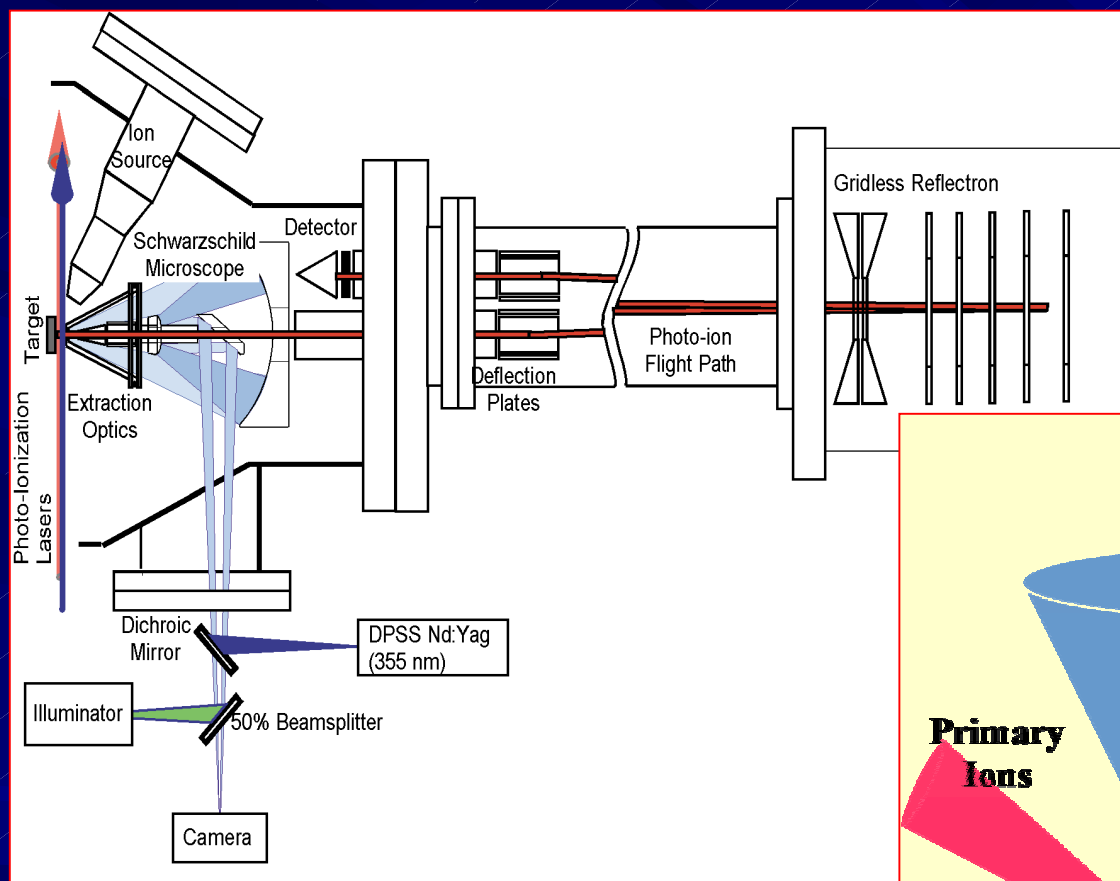 Ion
Source
Gridless Reflectron
Detector
Schwarzschild
Microscope
Target
Photo-ion
Flight Path
Deflection
Plates
Extraction
Optics
Photo-Ionization
Lasers
Dichroic
Mirror
DPSS Nd:Yag
(355 nm)
Illuminator
50% Beamsplitter
Primary
Ions
Camera